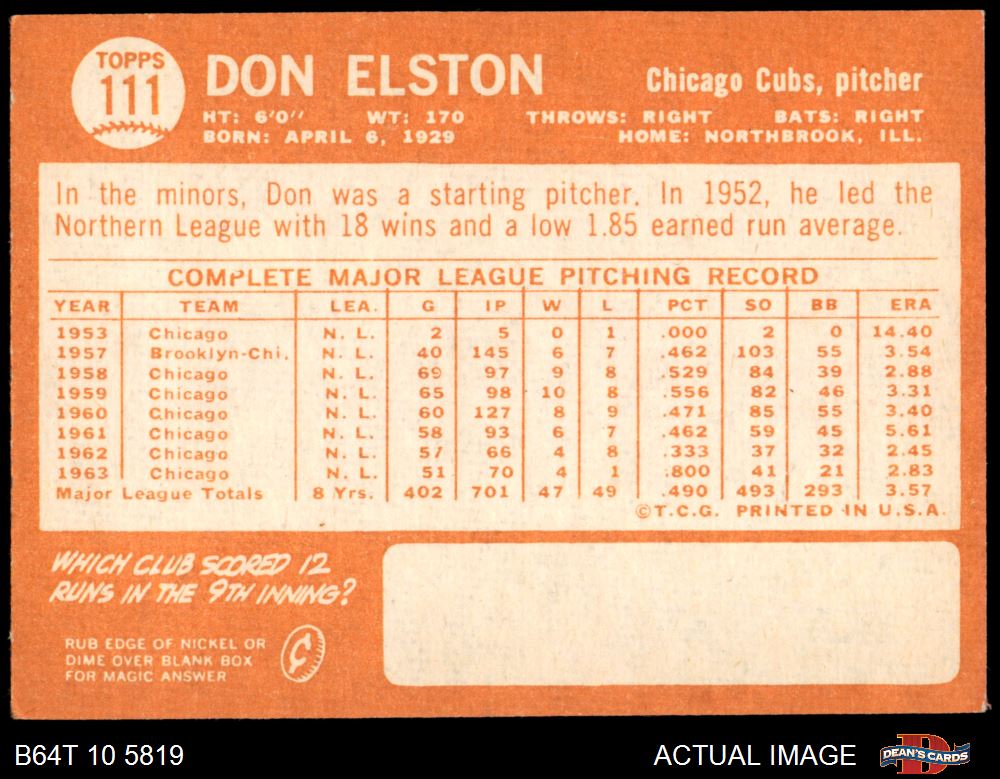 TOPPS
111
DON ELSTON
Chicago Cubs, pitcher
HT: 6'0" WT: 170 THROWS: RIGHT BATS: RIGHT
BORN: APRIL 6, 1929 HOME: NORTHBROOK, ILL.
In the minors, Don was a starting pitcher. In 1952, he led the
Northern League with 18 wins and a low 1.85 earned run average.
COMPLETE MAJOR LEAGUE PITCHING RECORD
YEAR TEAM LEA. G IP W L PCT SO BB ERA
1953 Chicago N. L. 2 5 0 1 .000 2 0 14.40
1957 Brooklyn-Chi. N. L. 40 145 6 7 .462 103 55 3.54
1958 Chicago N. L. 69 97 9 8 .529 84 39 2.88
1959 Chicago N. L. 65 98 10 8 .556 82 46 3.31
1960 Chicago N. L. 60 127 8 9 .471 85 55 3.40
1961 Chicago N. L. 58 93 6 7 .462 59 45 5.61
1962 Chicago N. L. 57 66 4 8 .333 37 32 2.45
1963 Chicago N. L. 51 70 4 1 .800 41 21 2.83
Major League Totals 8 Yrs. 402 701 47 49 .490 493 293 3.57
©T.C.G. PRINTED IN U.S.A.
WHICH CLUB SCORED 12
RUNS IN THE 9TH INNING?
RUB EDGE OF NICKEL OR
DIME OVER BLANK BOX
FOR MAGIC ANSWER
¢
B64T 10 5819
ACTUAL IMAGE
D
DEAN'S CARDS